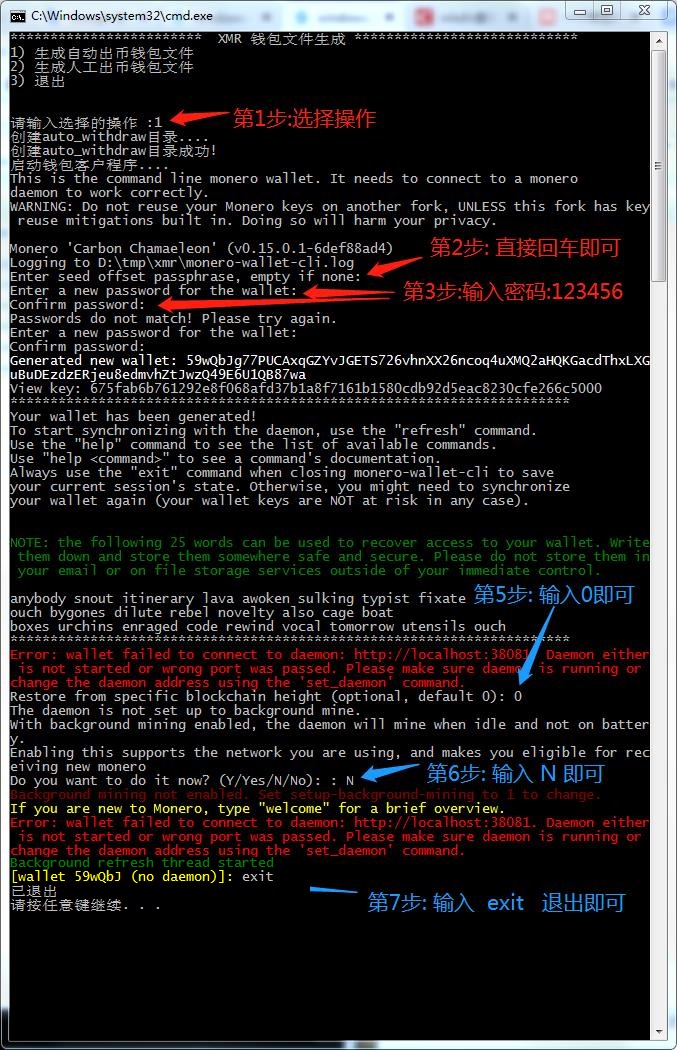 C:\Windows\system32\cmd.exe
************************ XMR 钱包文件生成 ****************************
1) 生成自动出币钱包文件
2) 生成人工出币钱包文件
3) 退出
请输入选择的操作 :1
第1步:选择操作
创建auto_withdraw目录....
创建auto_withdraw目录成功!
启动钱包客户程序....
This is the command line monero wallet. It needs to connect to a monero
daemon to work correctly.
WARNING: Do not reuse your Monero keys on another fork, UNLESS this fork has key
reuse mitigations built in. Doing so will harm your privacy.
Monero 'Carbon Chamaeleon' (v0.15.0.1-6def88ad4)
第2步: 直接回车即可
Logging to D:\tmp\xmr\monero-wallet-cli.log
Enter seed offset passphrase, empty if none:
Enter a new password for the wallet:
第3步:输入密码:123456
Confirm password:
Passwords do not match! Please try again.
Enter a new password for the wallet:
Confirm password:
Generated new wallet: 59wQbJg77PUCAxqGZYvJGETS726vhnXX26ncoq4uXMQ2aHQKGacdThxLXG
uBuDEzdzERjeu8edmvhZtJwzQ49E6U1QB87wa
View key: 675fab6b761292e8f068afd37b1a8f7161b1580cdb92d5eac8230cfe266c5000
**********************************************************************
Your wallet has been generated!
To start synchronizing with the daemon, use the "refresh" command.
Use the "help" command to see the list of available commands.
Use "help <command>" to see a command's documentation.
Always use the "exit" command when closing monero-wallet-cli to save
your current session's state. Otherwise, you might need to synchronize
your wallet again (your wallet keys are NOT at risk in any case).
NOTE: the following 25 words can be used to recover access to your wallet. Write
them down and store them somewhere safe and secure. Please do not store them in
your email or on file storage services outside of your immediate control.
anybody snout itinerary lava awoken sulking typist fixate
第5步: 输入0即可
ouch bygones dilute rebel novelty also cage boat
boxes urchins enraged code rewind vocal tomorrow utensils ouch
**********************************************************************
Error: wallet failed to connect to daemon: http://localhost:38081. Daemon either
is not started or wrong port was passed. Please make sure daemon is running or
change the daemon address using the 'set_daemon' command.
Restore from specific blockchain height (optional, default 0): 0
The daemon is not set up to background mine.
With background mining enabled, the daemon will mine when idle and not on batter
y.
Enabling this supports the network you are using, and makes you eligible for rec
eiving new monero
Do you want to do it now? (Y/Yes/N/No): : N
第6步: 输入 N 即可
Background mining not enabled. Set setup-background-mining to 1 to change.
If you are new to Monero, type "welcome" for a brief overview.
Error: wallet failed to connect to daemon: http://localhost:38081. Daemon either
is not started or wrong port was passed. Please make sure daemon is running or
change the daemon address using the 'set_daemon' command.
Background refresh thread started
[wallet 59wQbJ (no daemon)]: exit
已退出
第7步: 输入 exit 退出即可
请按任意键继续. . .